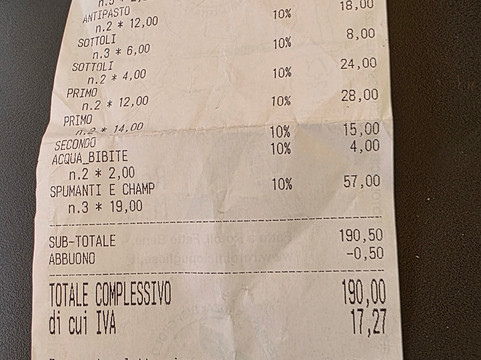 ANTIPASTO
n.2 * 12,00
SOTTOLI 10% 18,00
n.3 * 6,00
SOTTOLI 10% 8,00
n.2 * 4,00
PRIMO 10% 24,00
n.2 * 12,00
PRIMO 10% 28,00
n.2 * 14,00
SECONDO 10% 15,00
ACQUA_BIBITE 10% 4,00
n.2 * 2,00
SPUMANTI E CHAMP 10% 57,00
n.3 * 19,00
SUB-TOTALE 190,50
ABBUONO -0,50
TOTALE COMPLESSIVO 190,00
di cui IVA 17,27